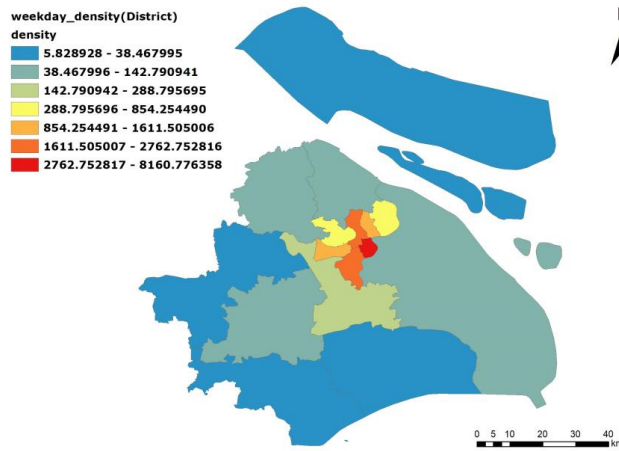 weekday_density(District)
density
5.828928 - 38.467995
38.467996 - 142.790941
142.790942 - 288.795695
288.795696 - 854.254490
854.254491 - 1611.505006
1611.505007 - 2762.752816
2762.752817 - 8160.776358
0 5 10 20 30 40